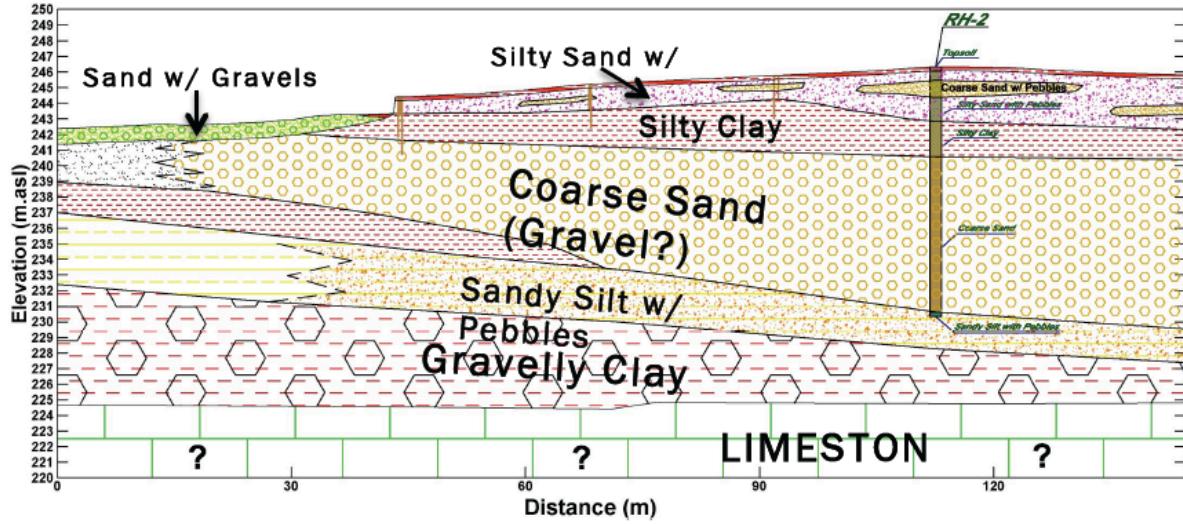 250
249
248
247
246
245
244
243
242
241
240
239
238
237
236
235
234
233
232
231
230
229
228
227
226
225
224
223
222
221
220
Elevation (m.asl)
RH-2
Topsoil
Silty Sand w/
Sand w/ Gravels
Coarse Sand w/ Pebbles
Silty Sand with Pebbles
Silty Clay
Silty Clay
Coarse Sand
(Gravel?)
Coarse Sand
Sandy Silt w/
Pebbles
Sandy Silt with Pebbles
Gravelly Clay
LIMESTON
? ? ?
0 30 60 90 120
Distance (m)